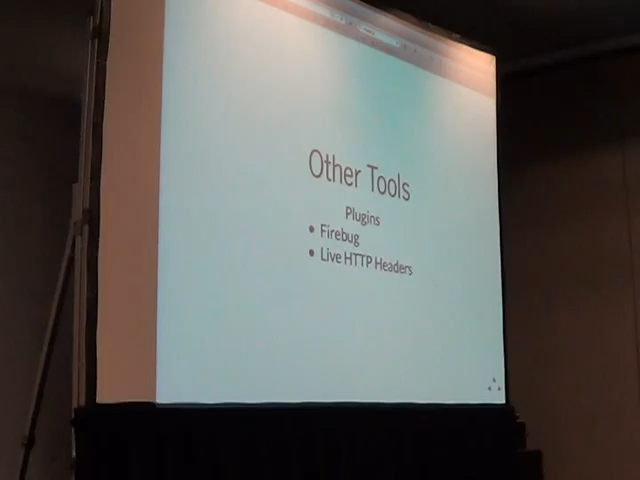 Other Tools
Plugins
• Firebug
• Live HTTP Headers